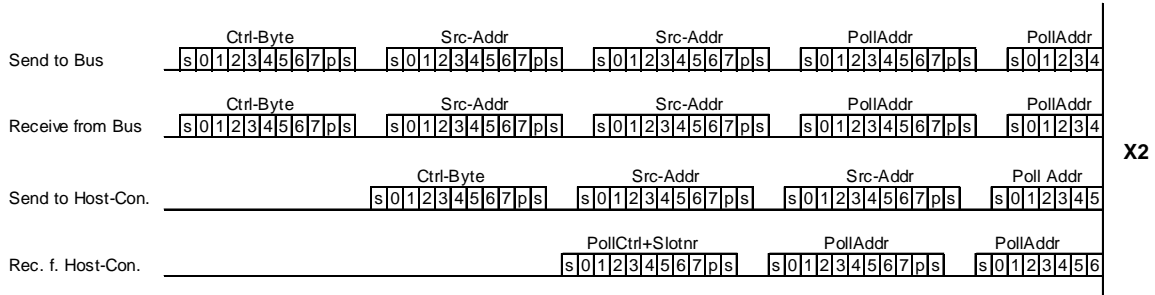 Ctrl-Byte Src-Addr Src-Addr PollAddr PollAddr
Send to Bus s 0 1 2 3 4 5 6 7 p s s 0 1 2 3 4 5 6 7 p s s 0 1 2 3 4 5 6 7 p s s 0 1 2 3 4 5 6 7 p s s 0 1 2 3 4
Ctrl-Byte Src-Addr Src-Addr PollAddr PollAddr
Receive from Bus s 0 1 2 3 4 5 6 7 p s s 0 1 2 3 4 5 6 7 p s s 0 1 2 3 4 5 6 7 p s s 0 1 2 3 4 5 6 7 p s s 0 1 2 3 4
X2
Ctrl-Byte Src-Addr Src-Addr Poll Addr
Send to Host-Con. s 0 1 2 3 4 5 6 7 p s s 0 1 2 3 4 5 6 7 p s s 0 1 2 3 4 5 6 7 p s s 0 1 2 3 4 5
PollCtrl+Slotnr PollAddr PollAddr
Rec. f. Host-Con. s 0 1 2 3 4 5 6 7 p s s 0 1 2 3 4 5 6 7 p s s 0 1 2 3 4 5 6